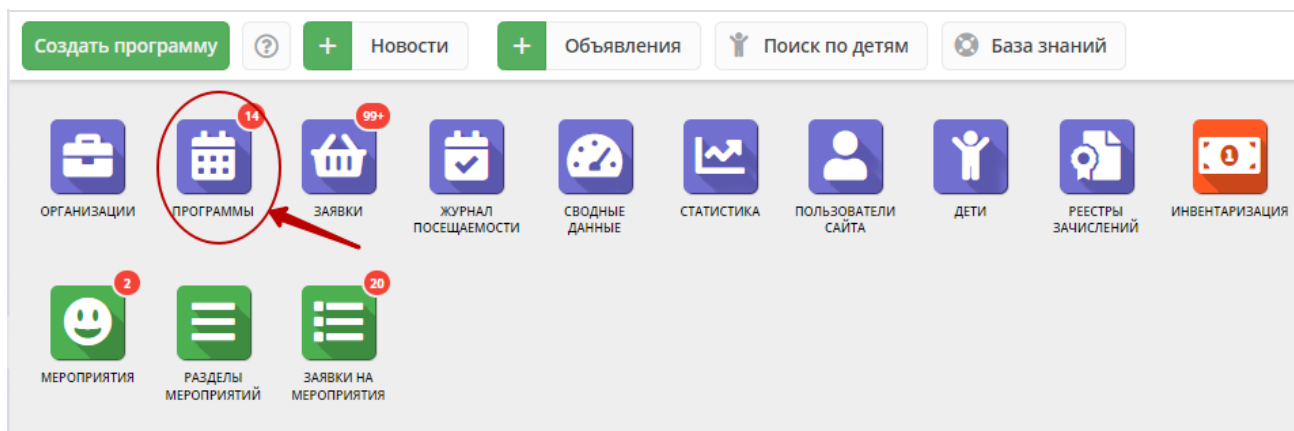 Создать программу ? + Новости + Объявления Поиск по детям База знаний
14 99+
ОРГАНИЗАЦИИ ПРОГРАММЫ ЗАЯВКИ ЖУРНАЛ СВОДНЫЕ СТАТИСТИКА ПОЛЬЗОВАТЕЛИ ДЕТИ РЕЕСТРЫ ИНВЕНТАРИЗАЦИЯ
ПОСЕЩАЕМОСТИ ДАННЫЕ САЙТА ЗАЧИСЛЕНИЙ
2 20
МЕРОПРИЯТИЯ РАЗДЕЛЫ ЗАЯВКИ НА
МЕРОПРИЯТИЙ МЕРОПРИЯТИЯ